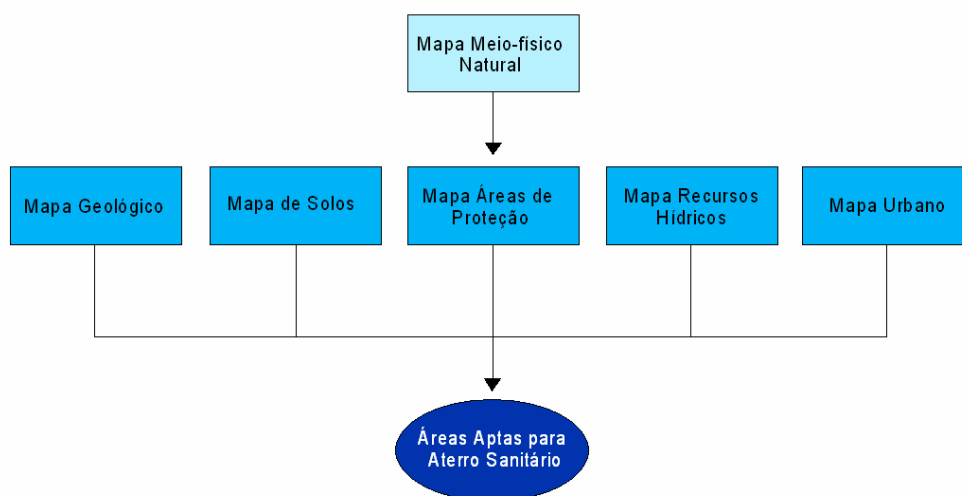 Mapa Meio-físico
Natural
Mapa Geológico
Mapa de Solos
Mapa Áreas de
Proteção
Mapa Recursos
Hídricos
Mapa Urbano
Áreas Aptas para
Aterro Sanitário